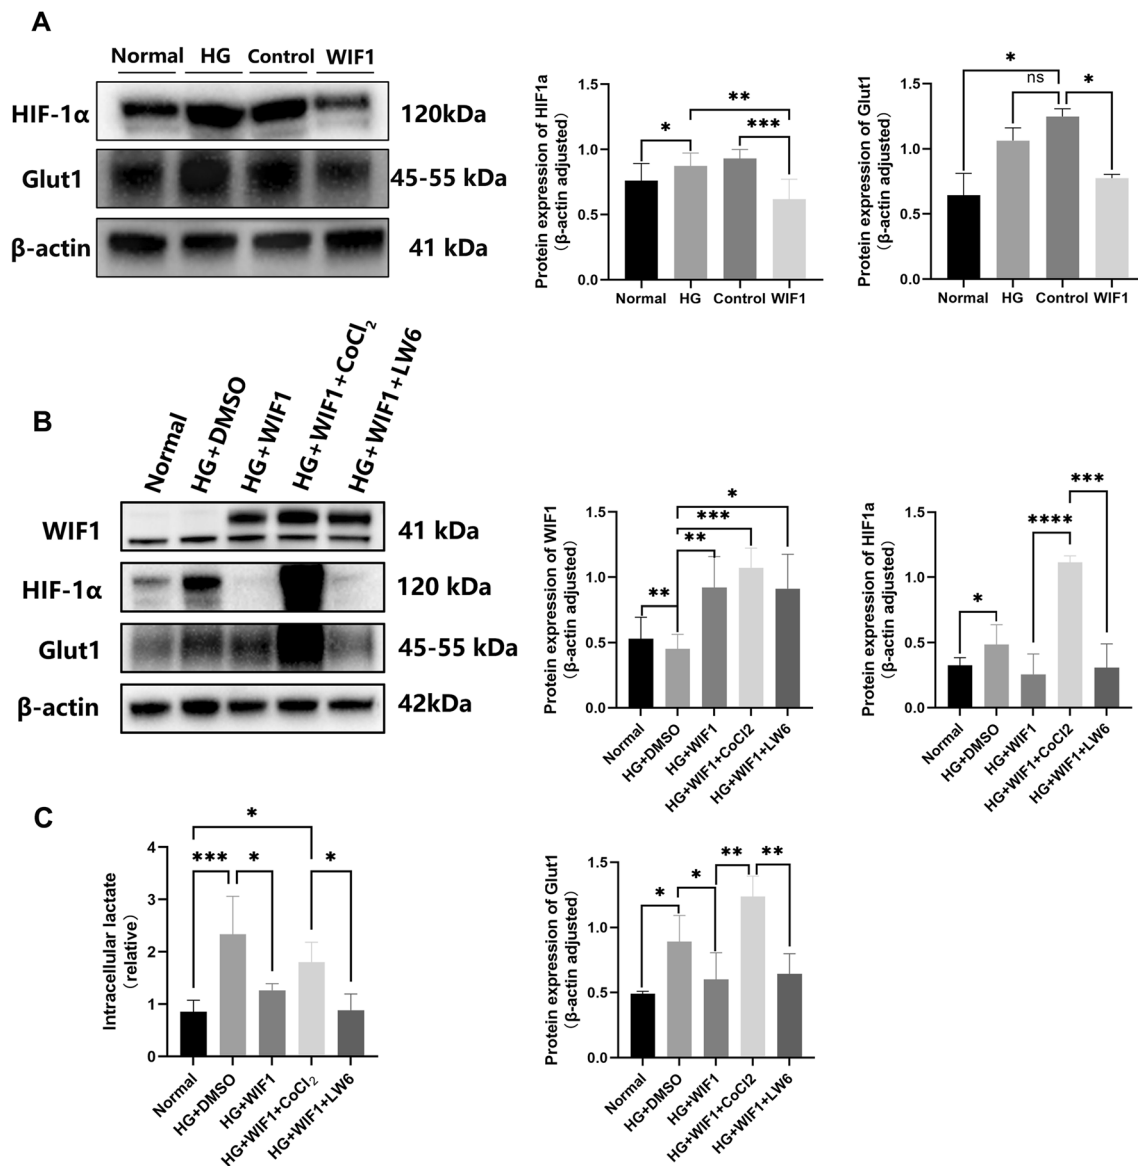 A
Normal HG Control WIF1
HIF-1α 120kDa
Glut1 45-55 kDa
β-actin 41 kDa
Protein expression of HIF1a
(β-actin adjusted)
1.5
1.0
0.5
0.0
*
**
***
Normal HG Control WIF1
Protein expression of Glut1
(β-actin adjusted)
1.5
1.0
0.5
0.0
*
ns
*
Normal HG Control WIF1
B
Normal
HG+DMSO
HG+WIF1
HG+WIF1+CoCl2
HG+WIF1+LW6
WIF1 41 kDa
HIF-1α 120 kDa
Glut1 45-55 kDa
β-actin 42kDa
Protein expression of WIF1
(β-actin adjusted)
1.5
1.0
0.5
0.0
**
**
***
*
Normal
HG+DMSO
HG+WIF1
HG+WIF1+CoCl2
HG+WIF1+LW6
Protein expression of HIF1a
(β-actin adjusted)
1.5
1.0
0.5
0.0
*
****
***
Normal
HG+DMSO
HG+WIF1
HG+WIF1+CoCl2
HG+WIF1+LW6
C
Intracellular lactate
(relative)
4
3
2
1
0
*
***
*
*
Normal
HG+DMSO
HG+WIF1
HG+WIF1+CoCl2
HG+WIF1+LW6
Protein expression of Glut1
(β-actin adjusted)
1.5
1.0
0.5
0.0
*
*
**
**
Normal
HG+DMSO
HG+WIF1
HG+WIF1+CoCl2
HG+WIF1+LW6